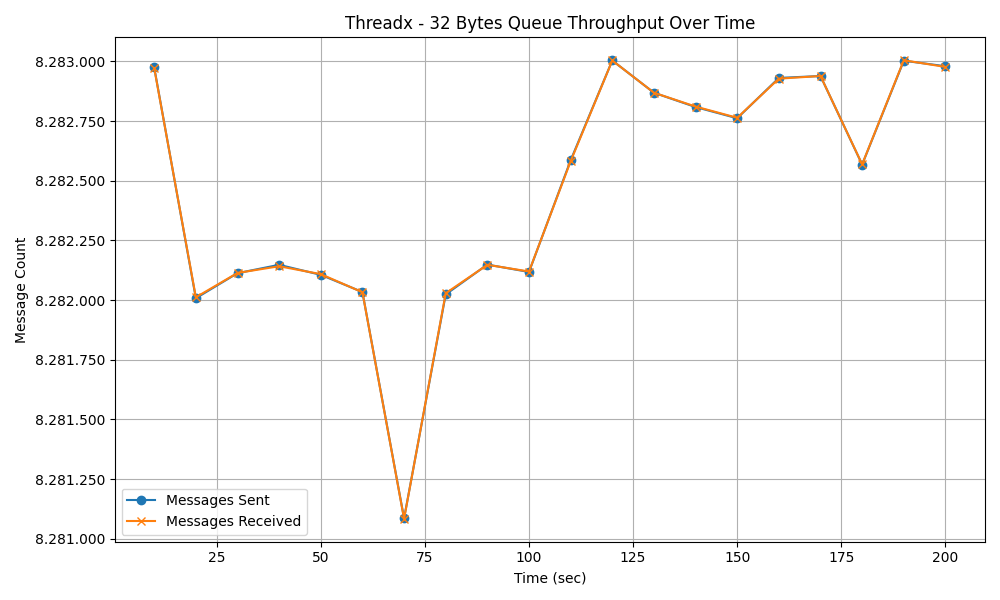 Threadx - 32 Bytes Queue Throughput Over Time
Message Count
8.283.000
8.282.750
8.282.500
8.282.250
8.282.000
8.281.750
8.281.500
8.281.250
8.281.000
Messages Sent
Messages Received
25 50 75 100 125 150 175 200
Time (sec)